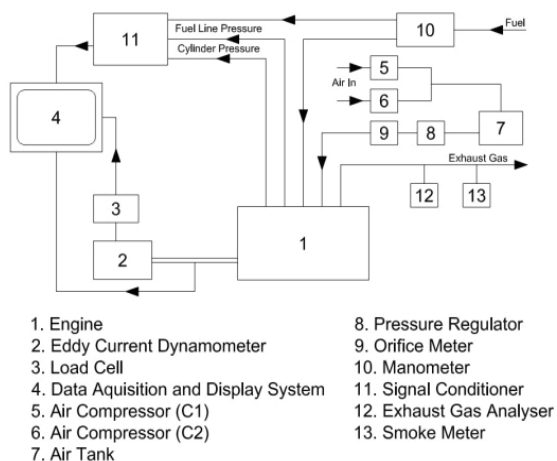 Fuel Line Pressure
Fuel
11
10
Cylinder Pressure
5
Air In
4
6
9
8
7
Exhaust Gas
3
12
13
2
1
1. Engine
2. Eddy Current Dynamometer
3. Load Cell
4. Data Aquisition and Display System
5. Air Compressor (C1)
6. Air Compressor (C2)
7. Air Tank
8. Pressure Regulator
9. Orifice Meter
10. Manometer
11. Signal Conditioner
12. Exhaust Gas Analyser
13. Smoke Meter